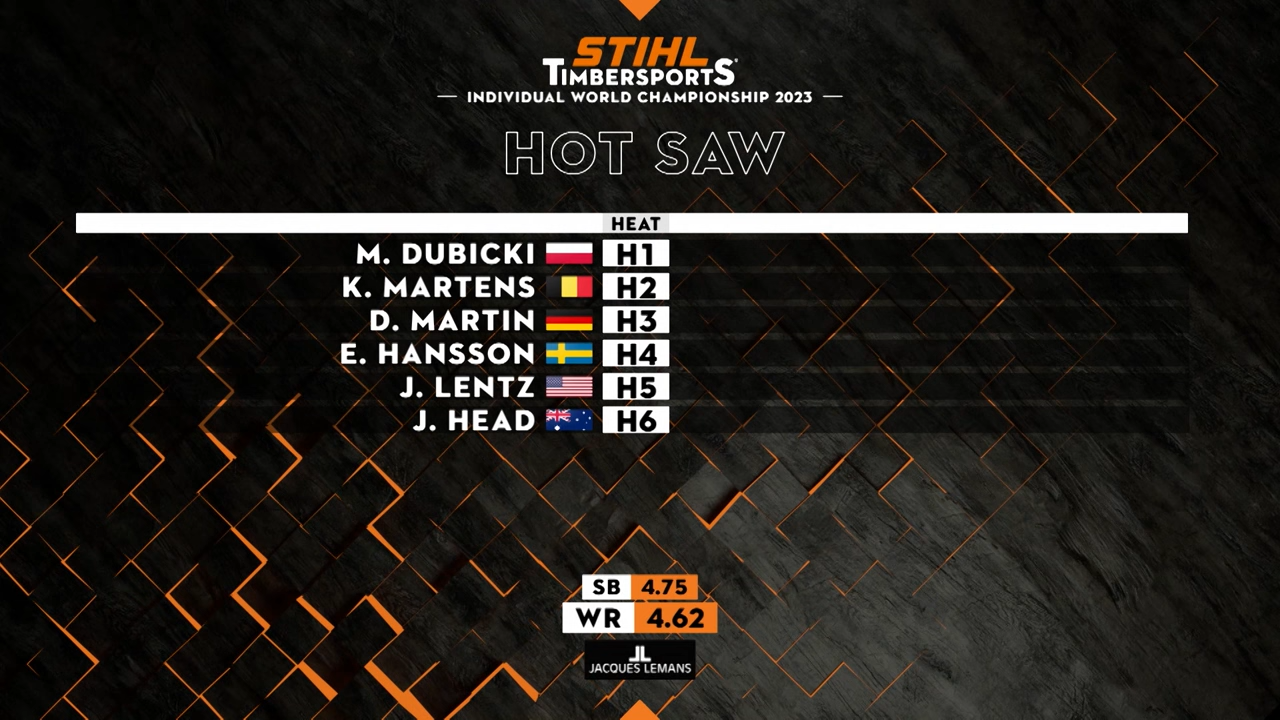 STIHL
TIMBERSPORTS®
INDIVIDUAL WORLD CHAMPIONSHIP 2023
HOT SAW
HEAT
M. DUBICKI H1
K. MARTENS H2
D. MARTIN H3
E. HANSSON H4
J. LENTZ H5
J. HEAD H6
SB 4.75
WR 4.62
JL
JACQUES LEMANS